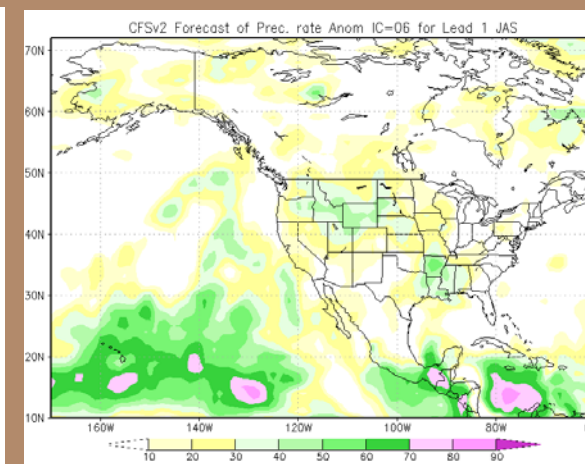 CFSv2 Forecast of Prec. rate Anom IC=06 for Lead 1 JAS
70N
60N
50N
40N
30N
20N
10N
160W 140W 120W 100W 80W
10 20 30 40 50 60 70 80 90